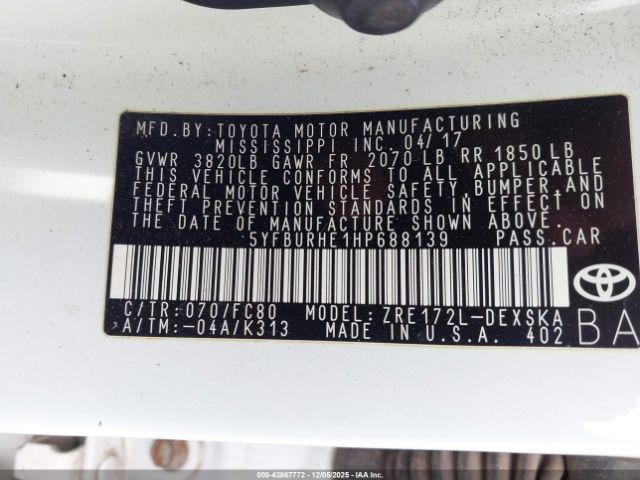 MFD. BY: TOYOTA MOTOR MANUFACTURING
MISSISSIPPI INC. 04/17
GVWR 3820LB GAWR FR 2070 LB RR 1850 LB
THIS VEHICLE CONFORMS TO ALL APPLICABLE
FEDERAL MOTOR VEHICLE SAFETY, BUMPER, AND
THEFT PREVENTION STANDARDS IN EFFECT ON
THE DATE OF MANUFACTURE SHOWN ABOVE.
5YFBURHE1HP688139 PASS.CAR
C/TR: 070/FC80 MODEL: ZRE172L-DEXSKA
A/TM: -04A/K313 MADE IN U.S.A. 402
BA
000-43867772 - 12/05/2025 - IAAI.CA